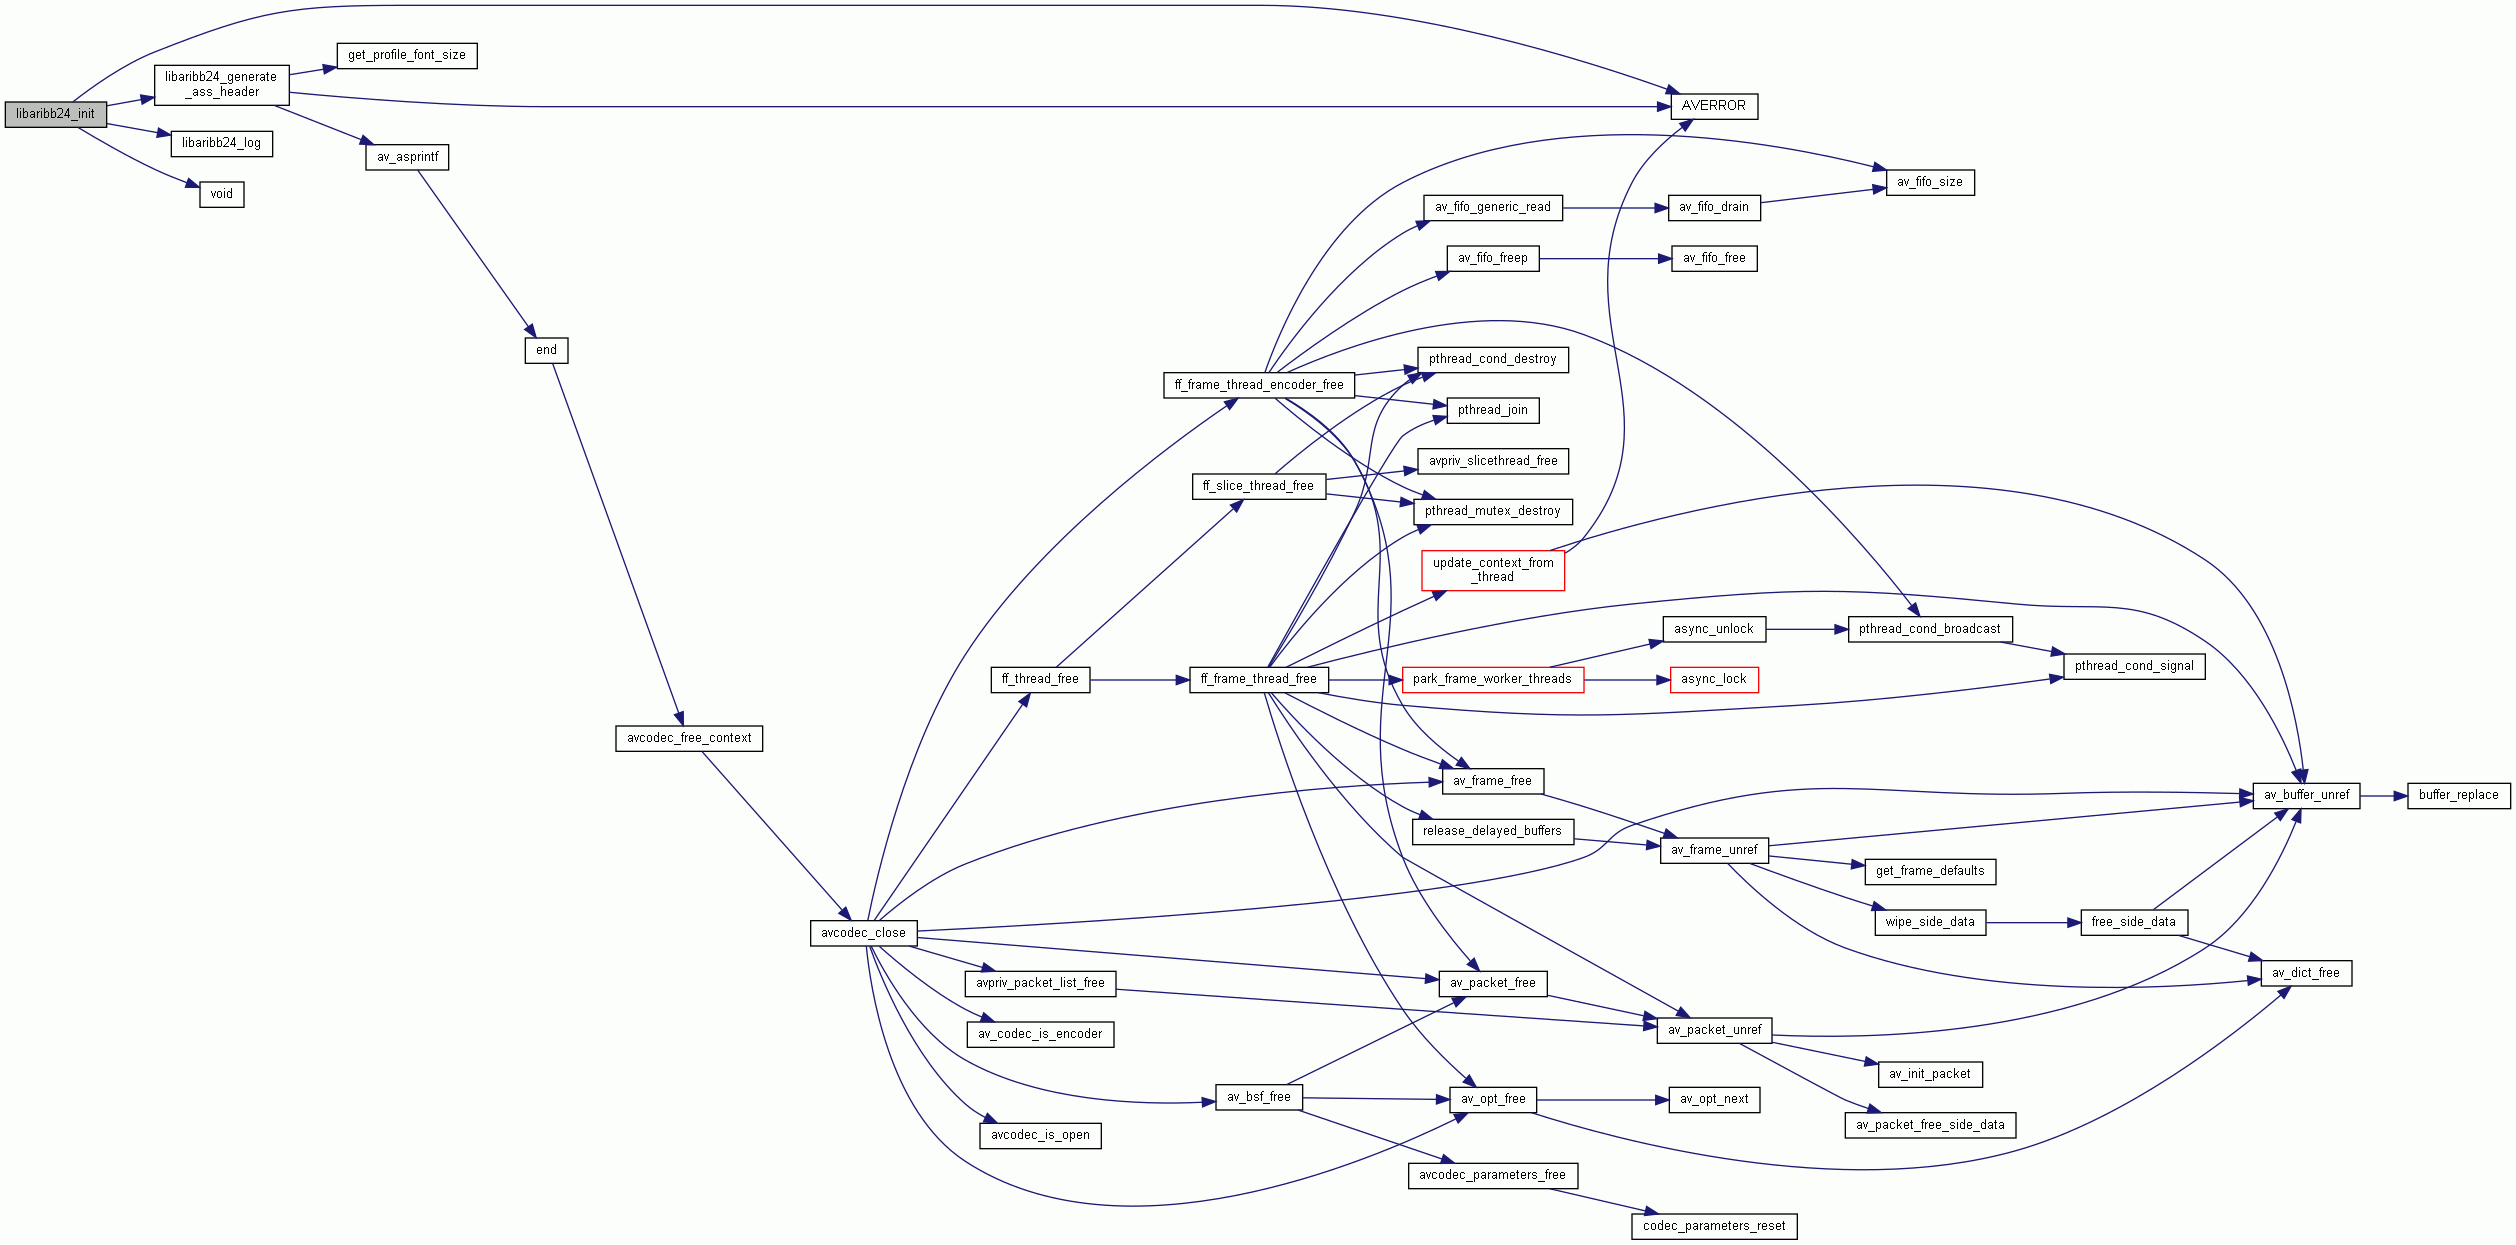 libaribb24_init
libaribb24_generate
_ass_header
libaribb24_log
void
get_profile_font_size
av_asprintf
end
avcodec_free_context
avcodec_close
ff_thread_free
avpriv_packet_list_free
av_codec_is_encoder
avcodec_is_open
ff_frame_thread_encoder_free
ff_slice_thread_free
ff_frame_thread_free
av_bsf_free
av_fifo_generic_read
av_fifo_freep
pthread_cond_destroy
pthread_join
avpriv_slicethread_free
pthread_mutex_destroy
update_context_from
_thread
park_frame_worker_threads
av_frame_free
release_delayed_buffers
av_packet_free
av_opt_free
avcodec_parameters_free
AVERROR
av_fifo_drain
av_fifo_free
async_unlock
async_lock
av_frame_unref
av_packet_unref
av_opt_next
codec_parameters_reset
av_fifo_size
pthread_cond_broadcast
get_frame_defaults
wipe_side_data
av_init_packet
av_packet_free_side_data
pthread_cond_signal
free_side_data
av_buffer_unref
av_dict_free
buffer_replace